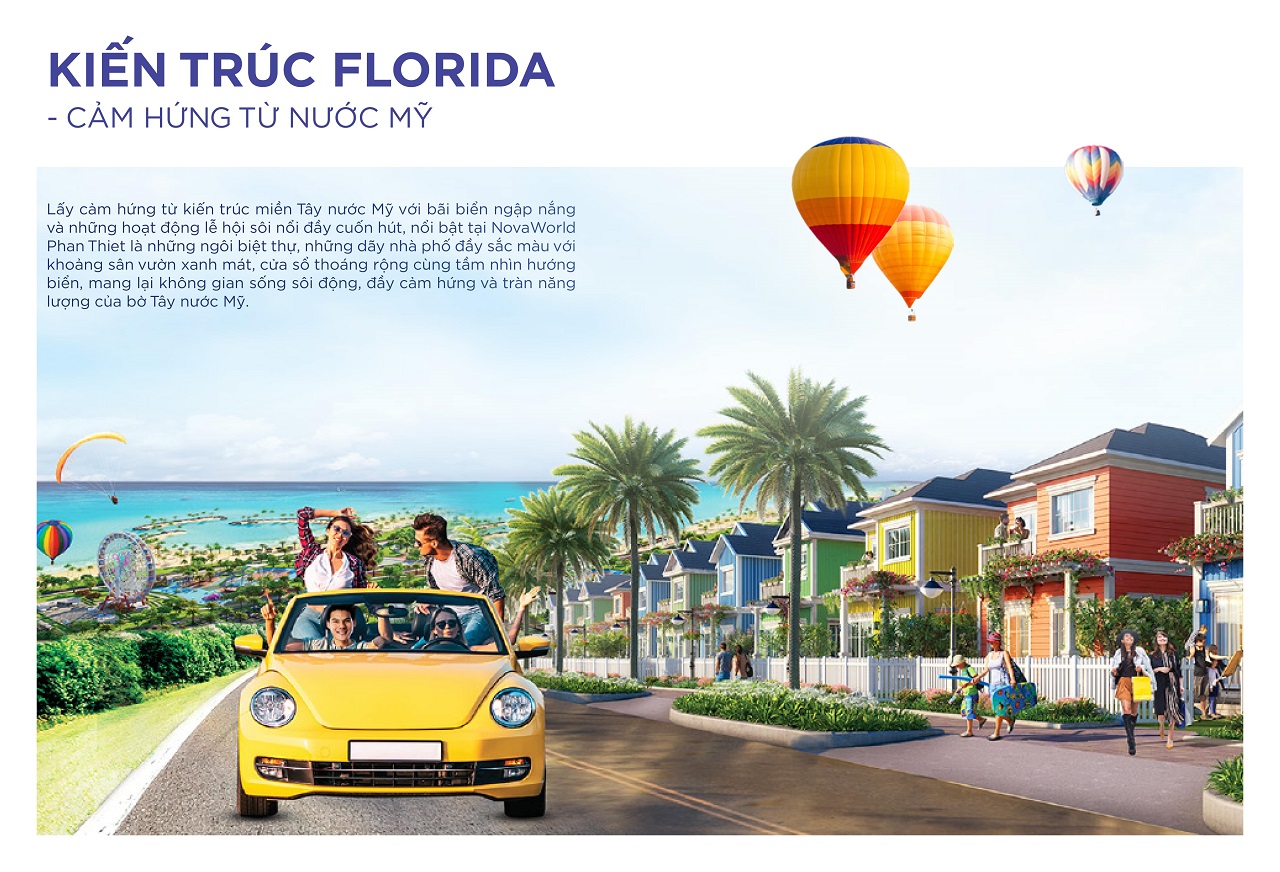 KIẾN TRÚC FLORIDA
- CẢM HỨNG TỪ NƯỚC MỸ
Lấy cảm hứng từ kiến trúc miền Tây nước Mỹ với bãi biển ngập nắng
và những hoạt động lễ hội sôi nổi đầy cuốn hút, nổi bật tại NovaWorld
Phan Thiet là những ngôi biệt thự, những dãy nhà phố đầy sắc màu với
khoảng sân vườn xanh mát, cửa sổ thoáng rộng cùng tầm nhìn hướng
biển, mang lại không gian sống sôi động, đầy cảm hứng và tràn năng
lượng của bờ Tây nước Mỹ.